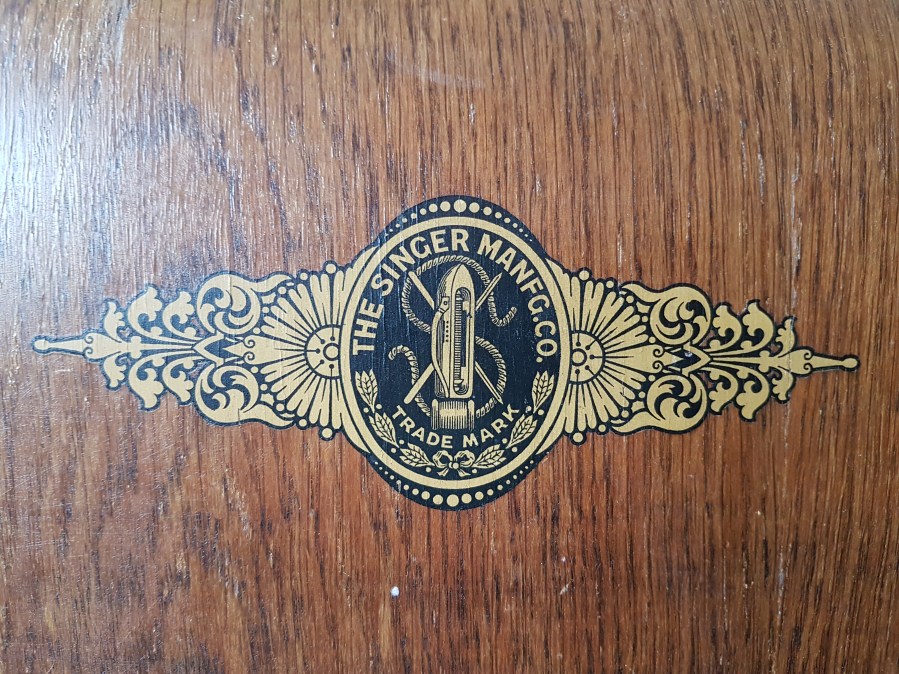 THE SINGER MANFG. CO.
TRADE MARK